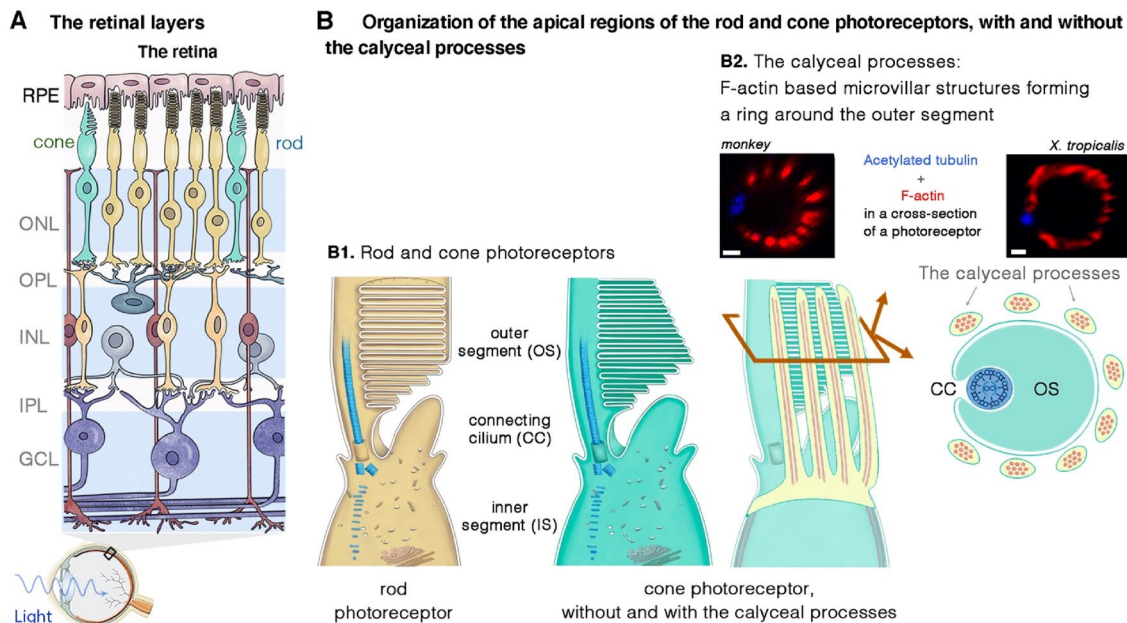 A The retinal layers
The retina
RPE
cone
rod
ONL
OPL
INL
IPL
GCL
Light
B Organization of the apical regions of the rod and cone photoreceptors, with and without
the calyceal processes
B2. The calyceal processes:
F-actin based microvillar structures forming
a ring around the outer segment
monkey
Acetylated tubulin
+
F-actin
in a cross-section
of a photoreceptor
X. tropicalis
B1. Rod and cone photoreceptors
outer
segment (OS)
connecting
cilium (CC)
inner
segment (IS)
rod
photoreceptor
cone photoreceptor,
without and with the calyceal processes
The calyceal processes
CC
OS